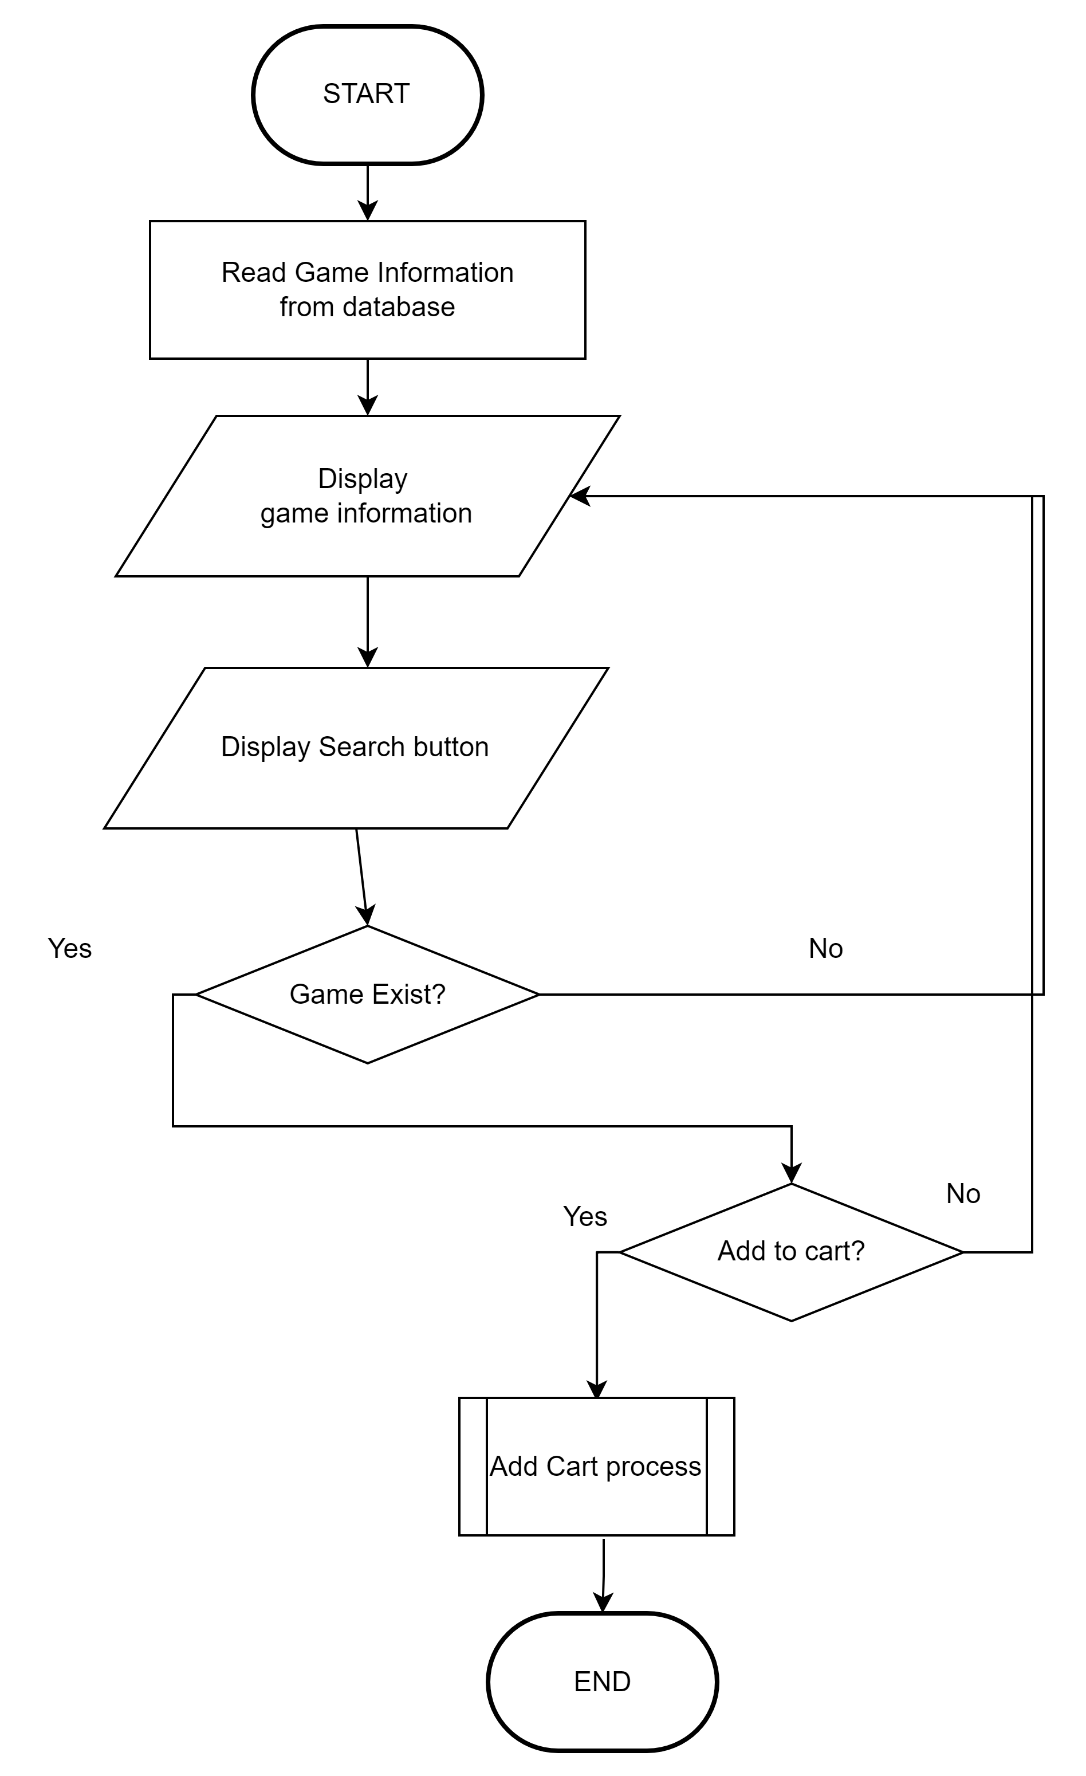 START
Read Game Information
from database
Display
game information
Display Search button
Yes
No
Game Exist?
No
Yes
Add to cart?
Add Cart process
END